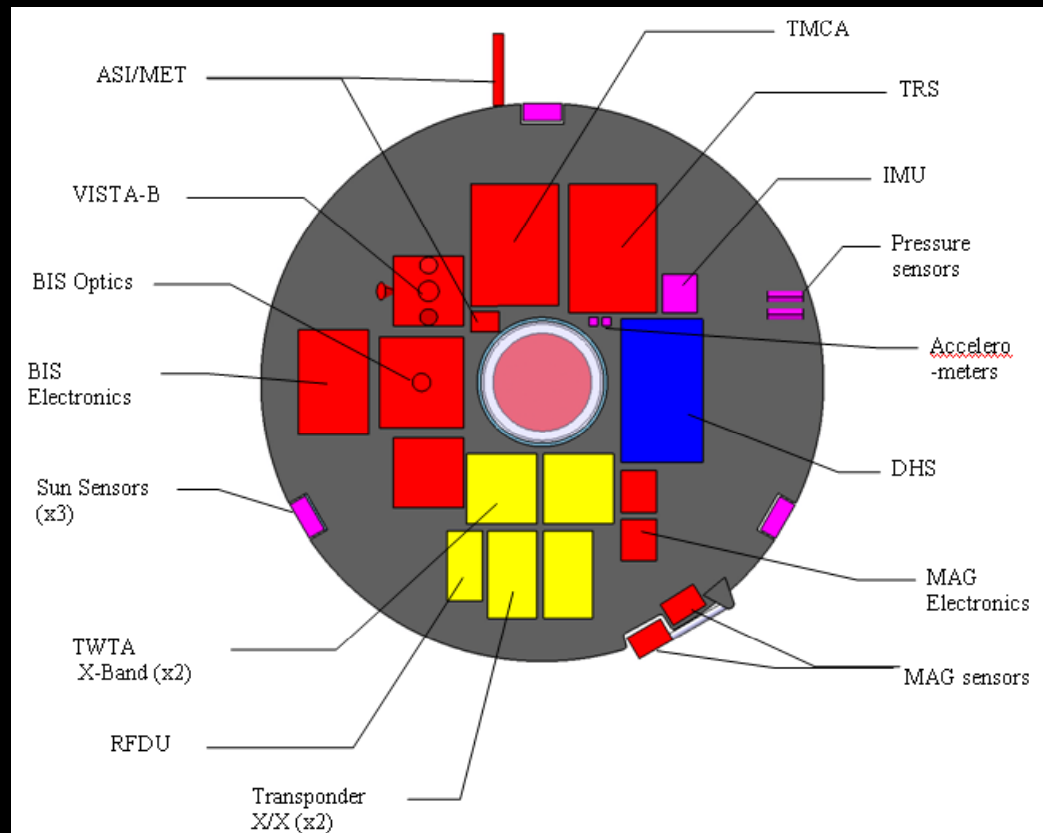 TMCA
ASI/MET
TRS
VISTA-B
IMU
BIS Optics
Pressure
sensors
BIS
Electronics
Accelero
-meters
Sun Sensors
(x3)
DHS
MAG
Electronics
TWTA
X-Band (x2)
MAG sensors
RFDU
Transponder
X/X (x2)